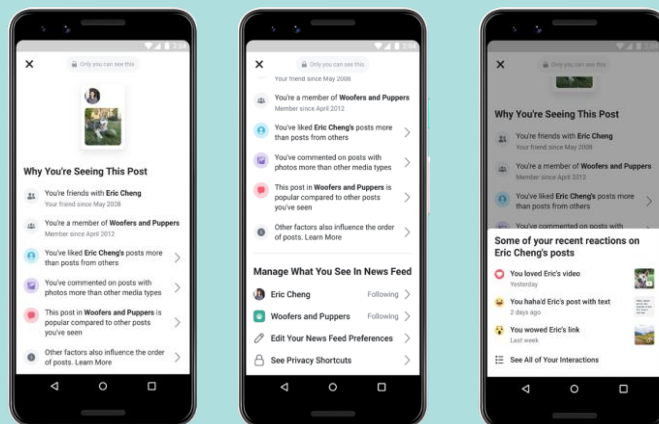 2:04
Only you can see this
Why You're Seeing This Post
You're friends with Eric Cheng
Your friend since May 2008
You're a member of Woofers and Puppers
Member since April 2012
You've liked Eric Cheng's posts more
than posts from others
You've commented on posts with
photos more than other media types
This post in Woofers and Puppers is
popular compared to other posts
you've seen
Other factors also influence the order
of posts. Learn More
2:04
Only you can see this
Your friend since May 2008
You're a member of Woofers and Puppers
Member since April 2012
You've liked Eric Cheng's posts more
than posts from others
You've commented on posts with
photos more than other media types
This post in Woofers and Puppers is
popular compared to other posts
you've seen
Other factors also influence the order
of posts. Learn More
Manage What You See In News Feed
Eric Cheng Following
Woofers and Puppers Following
Edit Your News Feed Preferences
See Privacy Shortcuts
2:04
Only you can see this
Why You're Seeing This Post
You're friends with Eric Cheng
Your friend since May 2008
You're a member of Woofers and Puppers
Member since April 2012
You've liked Eric Cheng's posts more
than posts from others
You've commented on posts with
Some of your recent reactions on
Eric Cheng's posts
You loved Eric's video
Yesterday
You haha'd Eric's post with text
2 days ago
You wowed Eric's link
Last week
See All of Your Interactions